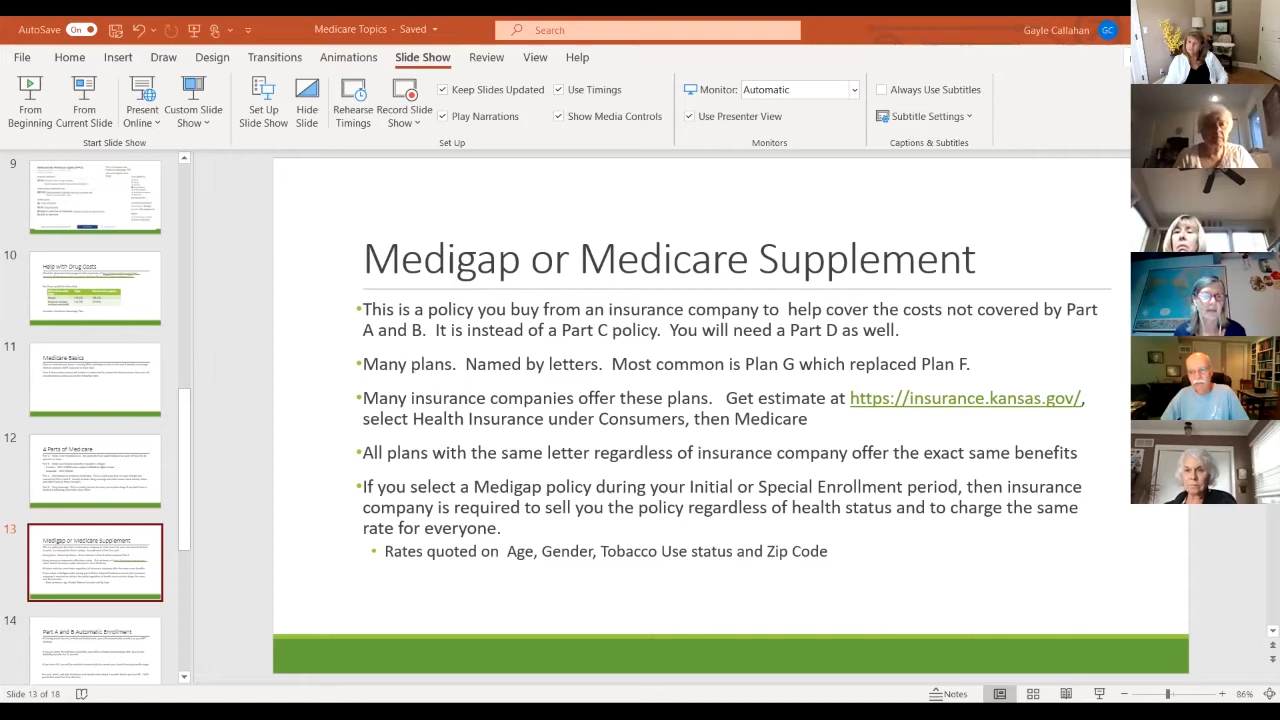 AutoSave On Medicare Topics - Saved Search Gayle Callahan GC
File Home Insert Draw Design Transitions Animations Slide Show Review View Help
From Beginning
From Current Slide
Present Online
Custom Slide Show
Start Slide Show
Set Up Slide Show
Hide Slide
Rehearse Timings
Record Slide Show
Keep Slides Updated
Use Timings
Play Narrations
Show Media Controls
Set Up
Monitor: Automatic
Use Presenter View
Monitors
Always Use Subtitles
Subtitle Settings
Captions & Subtitles
9
10
Help with Drug Costs
11
Medicare Basics
12
4 Parts of Medicare
13
Medigap or Medicare Supplement
14
Part A and B Automatic Enrollment
Medigap or Medicare Supplement
•This is a policy you buy from an insurance company to help cover the costs not covered by Part
A and B. It is instead of a Part C policy. You will need a Part D as well.
•Many plans. Named by letters. Most common is Plan G which replaced Plan F.
•Many insurance companies offer these plans. Get estimate at https://insurance.kansas.gov/,
select Health Insurance under Consumers, then Medicare
•All plans with the same letter regardless of insurance company offer the exact same benefits
•If you select a Medigap policy during your Initial or Special Enrollment period, then insurance
company is required to sell you the policy regardless of health status and to charge the same
rate for everyone.
• Rates quoted on Age, Gender, Tobacco Use status and Zip Code
Slide 13 of 18 Notes 86%